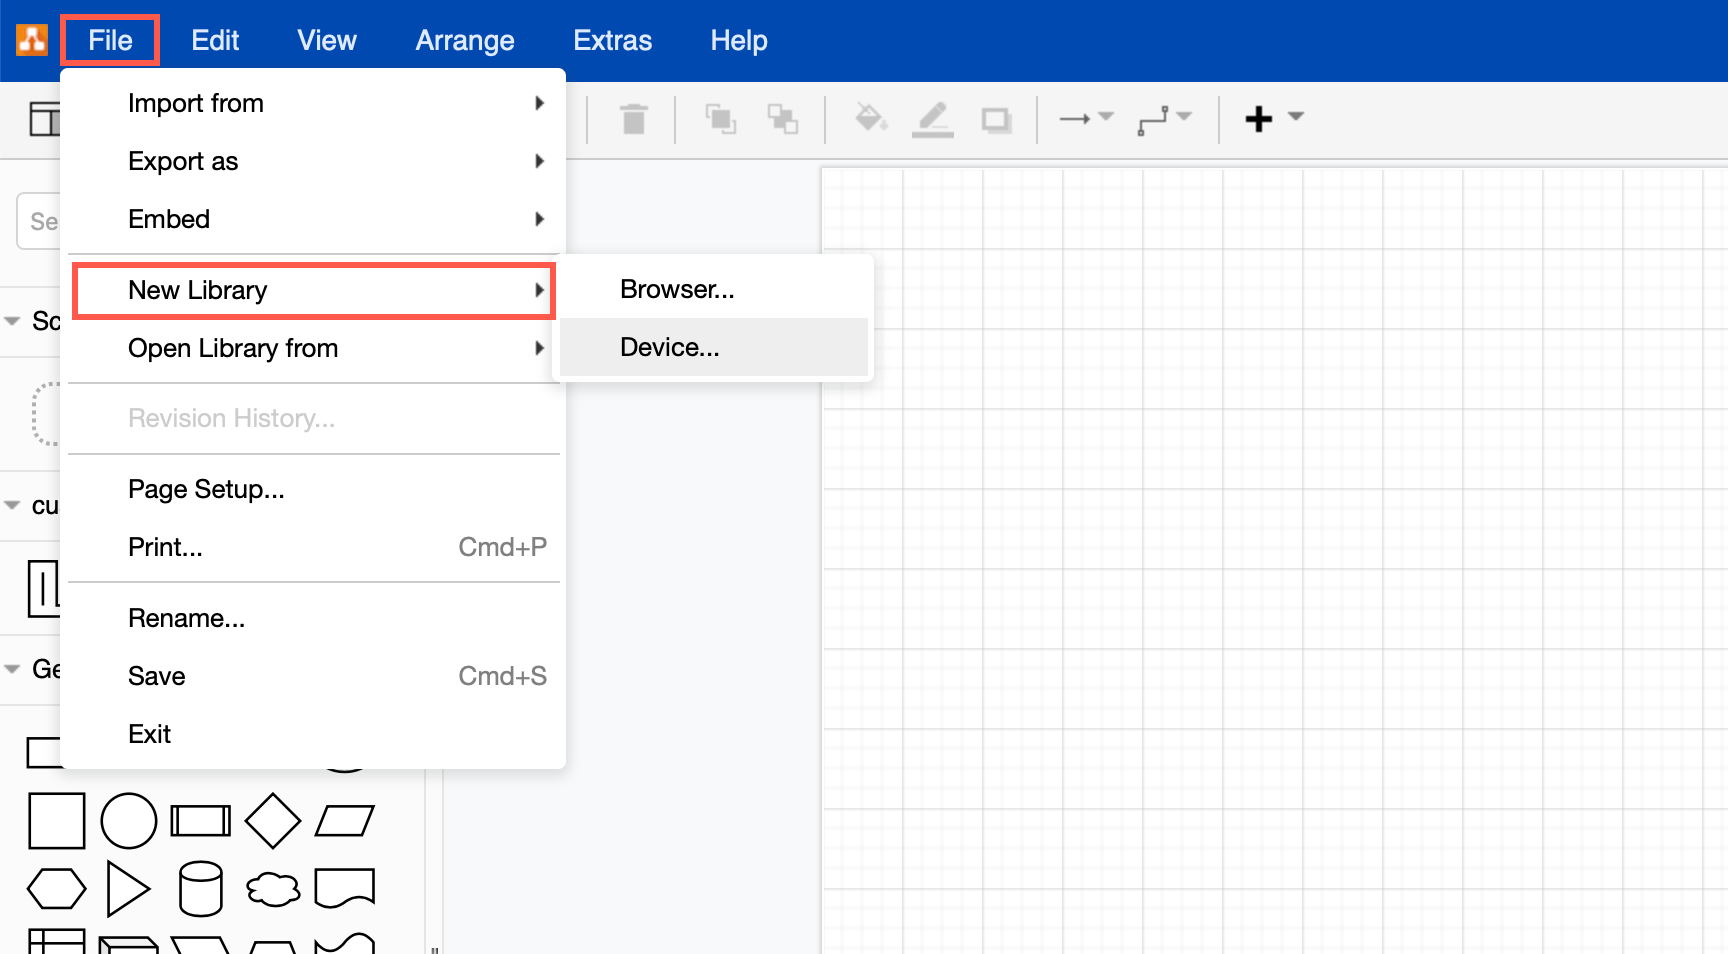 File Edit View Arrange Extras Help
Import from
Export as
Embed
Se
New Library
Browser...
Sc
Open Library from
Device...
Revision History...
Page Setup...
cu
Print... Cmd+P
Rename...
Ge
Save Cmd+S
Exit